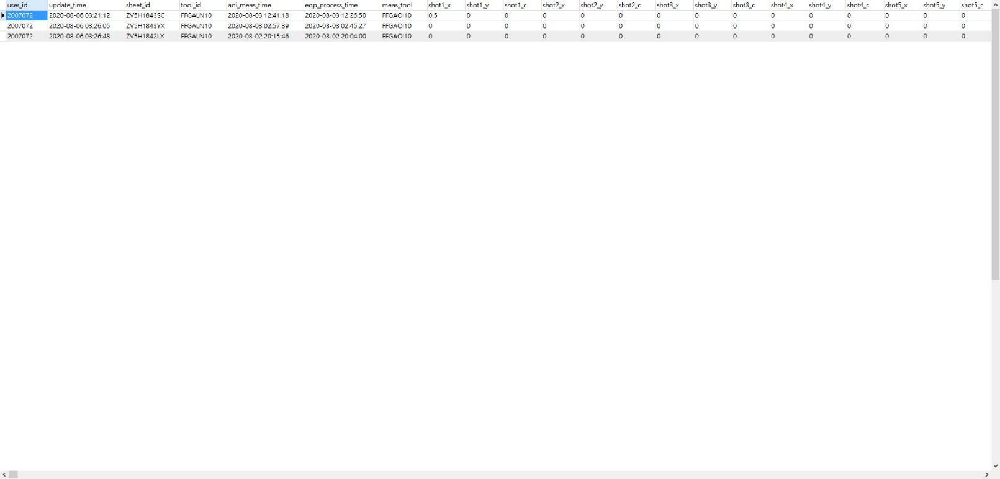 user_id update_time sheet_id tool_id aoi_meas_time eqp_process_time meas_tool shot1_x shot1_y shot1_c shot2_x shot2_y shot2_c shot3_x shot3_y shot3_c shot4_x shot4_y shot4_c shot5_x shot5_y shot5_c
2007072 2020-08-06 03:21:12 ZV5H1843SC FFGALN10 2020-08-03 12:41:18 2020-08-03 12:26:50 FFGAOI10 0.5 0 0 0 0 0 0 0 0 0 0 0 0 0 0
2007072 2020-08-06 03:26:05 ZV5H1843YX FFGALN10 2020-08-03 02:57:39 2020-08-03 02:45:27 FFGAOI10 0 0 0 0 0 0 0 0 0 0 0 0 0 0 0
2007072 2020-08-06 03:26:48 ZV5H1842LX FFGALN10 2020-08-02 20:15:46 2020-08-02 20:04:00 FFGAOI10 0 0 0 0 0 0 0 0 0 0 0 0 0 0 0